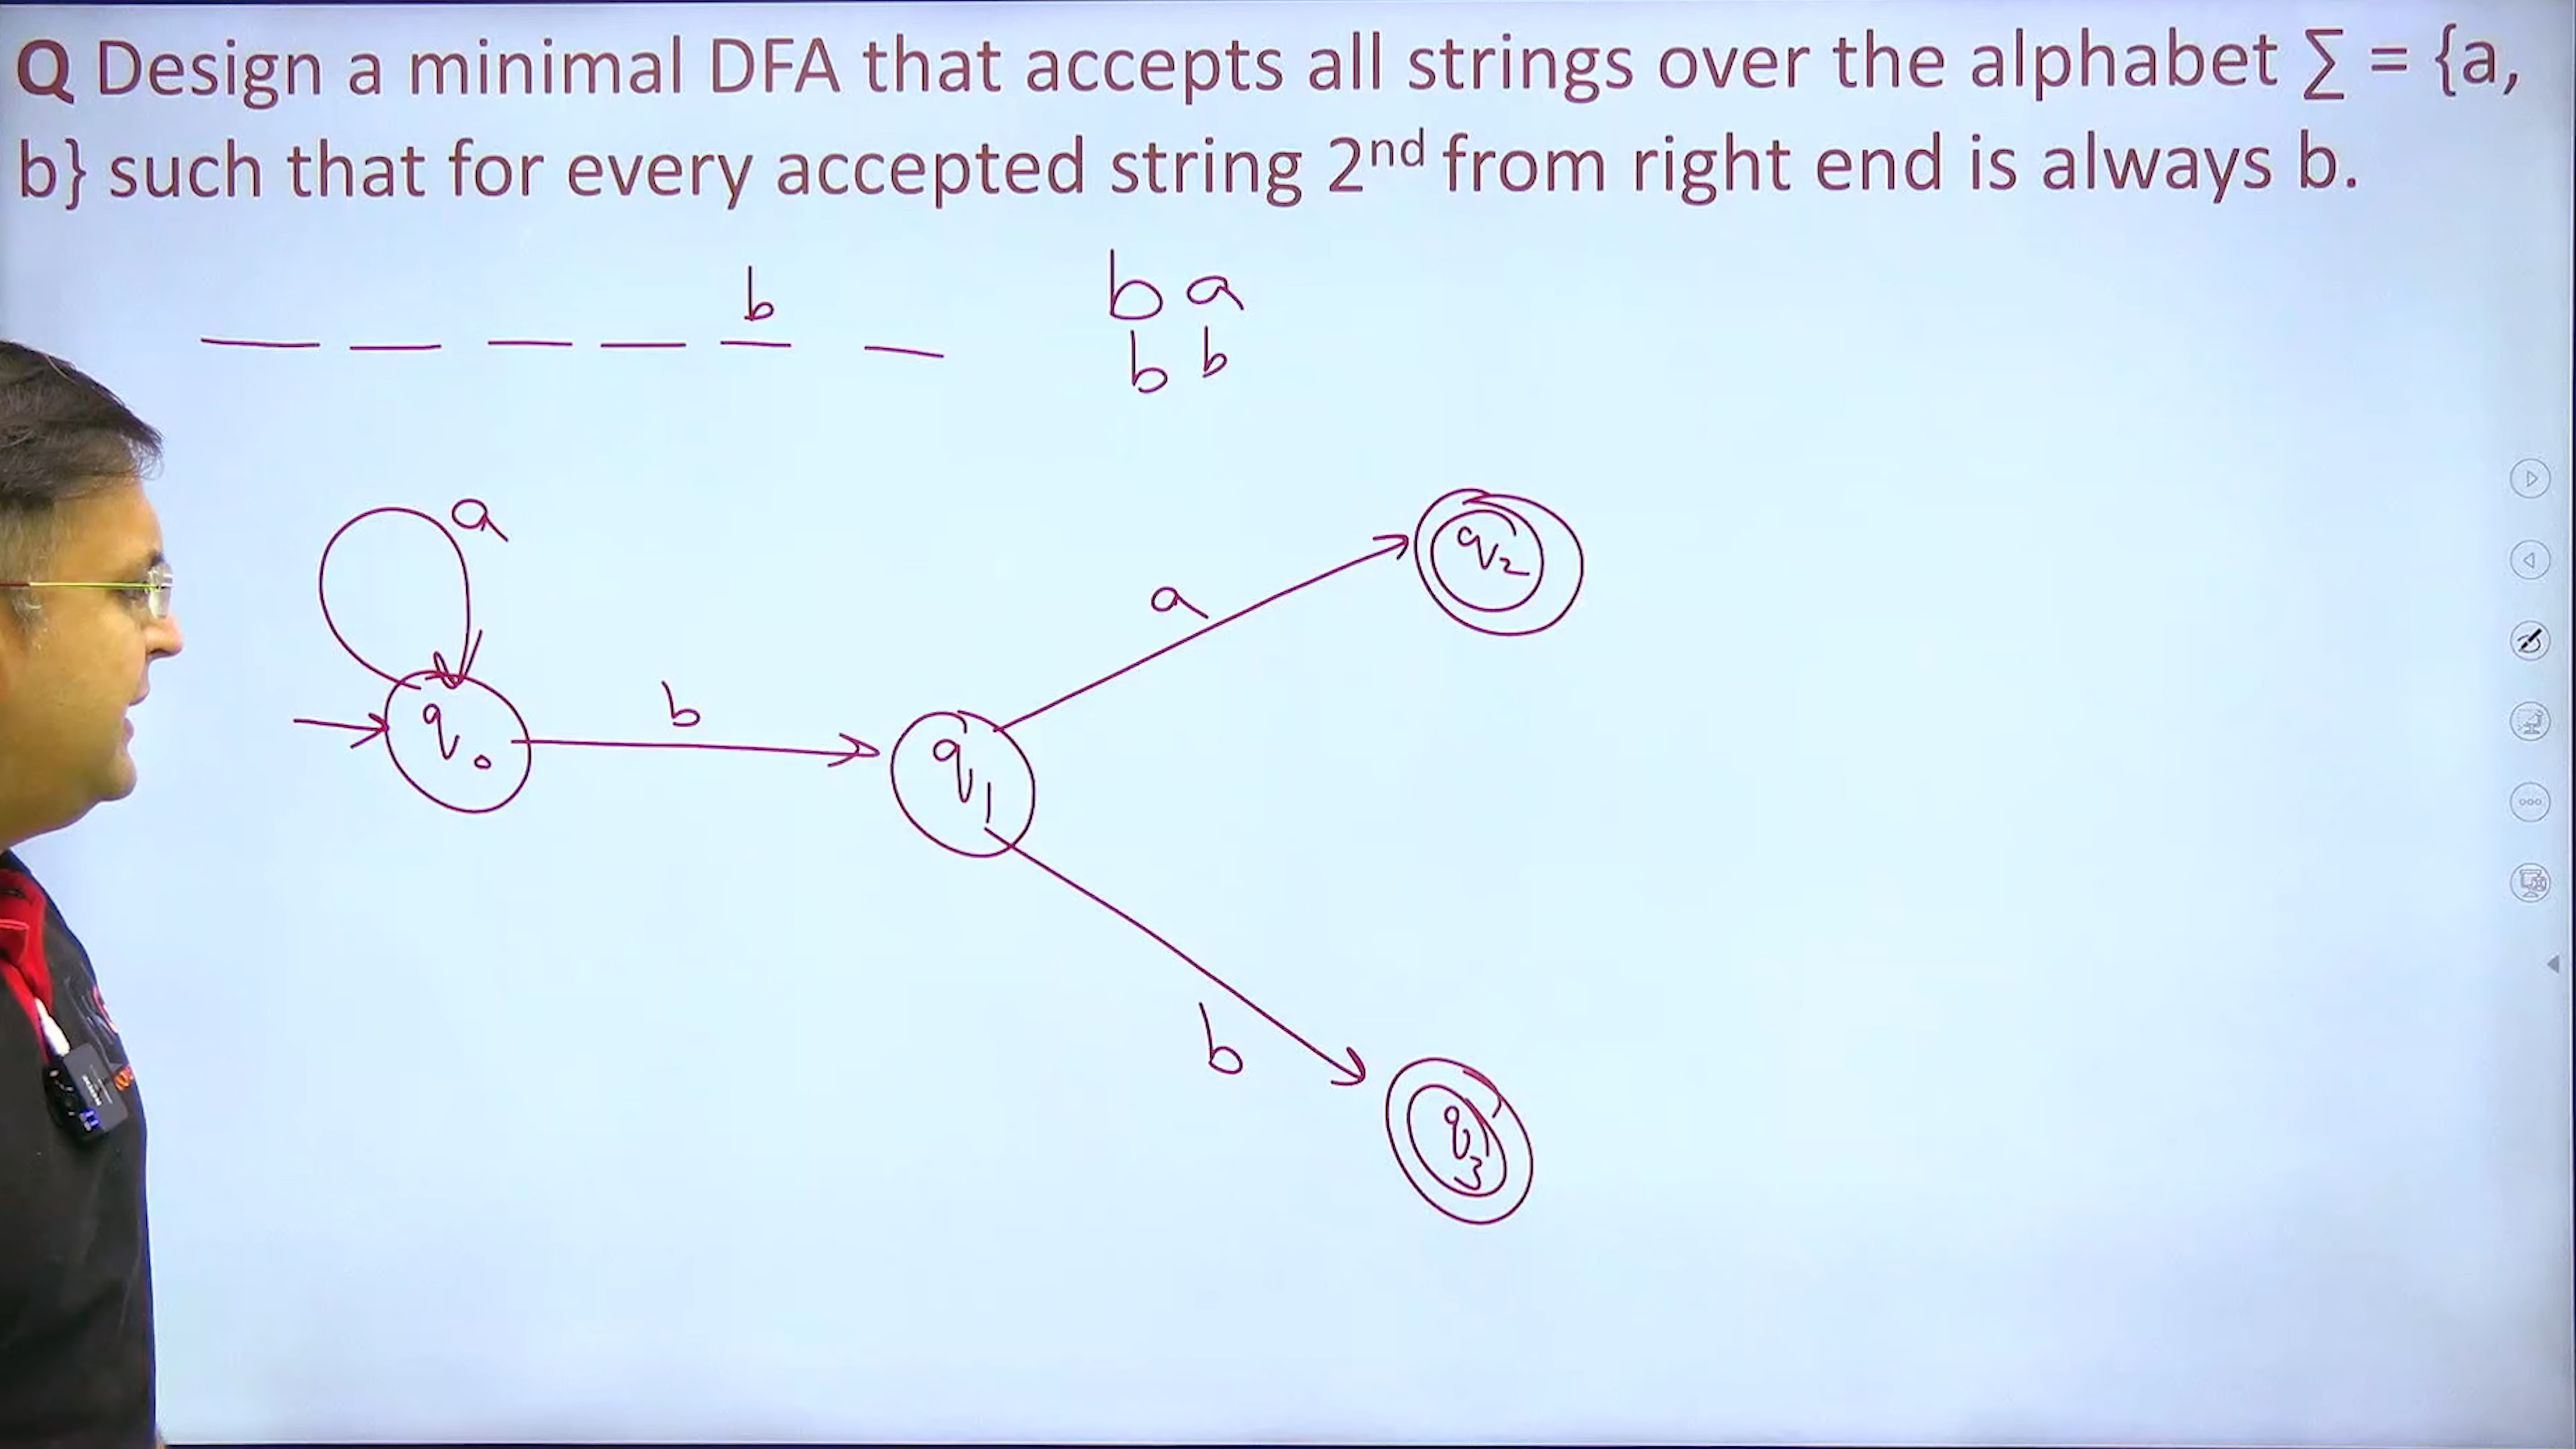 Q Design a minimal DFA that accepts all strings over the alphabet ∑ = {a,
b} such that for every accepted string 2ⁿᵈ from right end is always b.
b
b a
b b
a
q₀
b
q₁
a
q₂
b
q₃